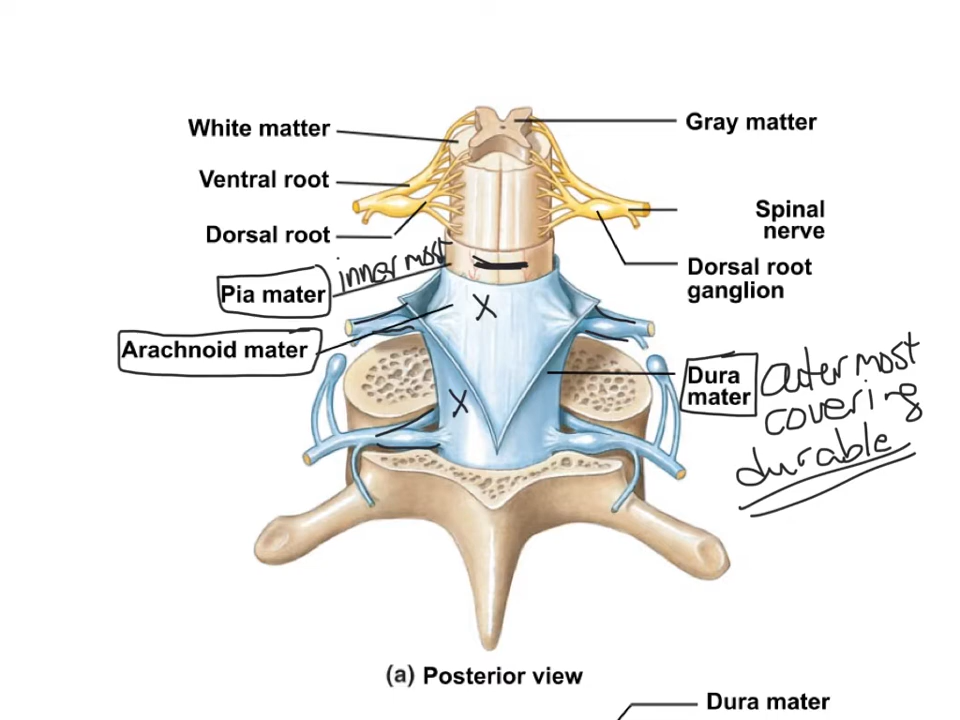 White matter
Gray matter
Ventral root
Spinal
nerve
Dorsal root
inner most
Dorsal root
ganglion
Pia mater
X
Arachnoid mater
Dura
mater
outer most
covering
durable
X
(a) Posterior view
Dura mater